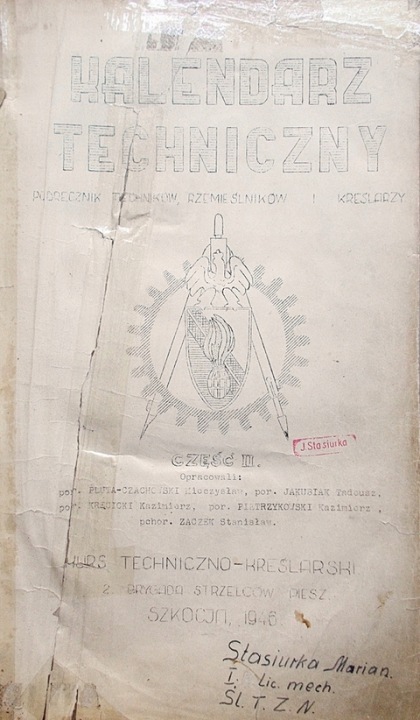 KALENDARZ
TECHNICZNY
PODRĘCZNIK TECHNIKÓW, RZEMIEŚLNIKÓW I KREŚLARZY
J. Stasiurka
CZĘŚĆ II.
Opracowali:
por. PLUTA-CZACHOWSKI Mieczysław, por. JAKUSIAK Tadeusz,
por. KRĘCICKI Kazimierz, por. PIATRZYKOWSKI Kazimierz,
pchor. ZACZEK Stanisław.
KURS TECHNICZNO-KREŚLARSKI
2. BRYGADA STRZELCÓW PIESZ.
SZKOCJA, 1946.
Stasiurka Marian.
I. Lic. mech.
Śl. T. Z. N.